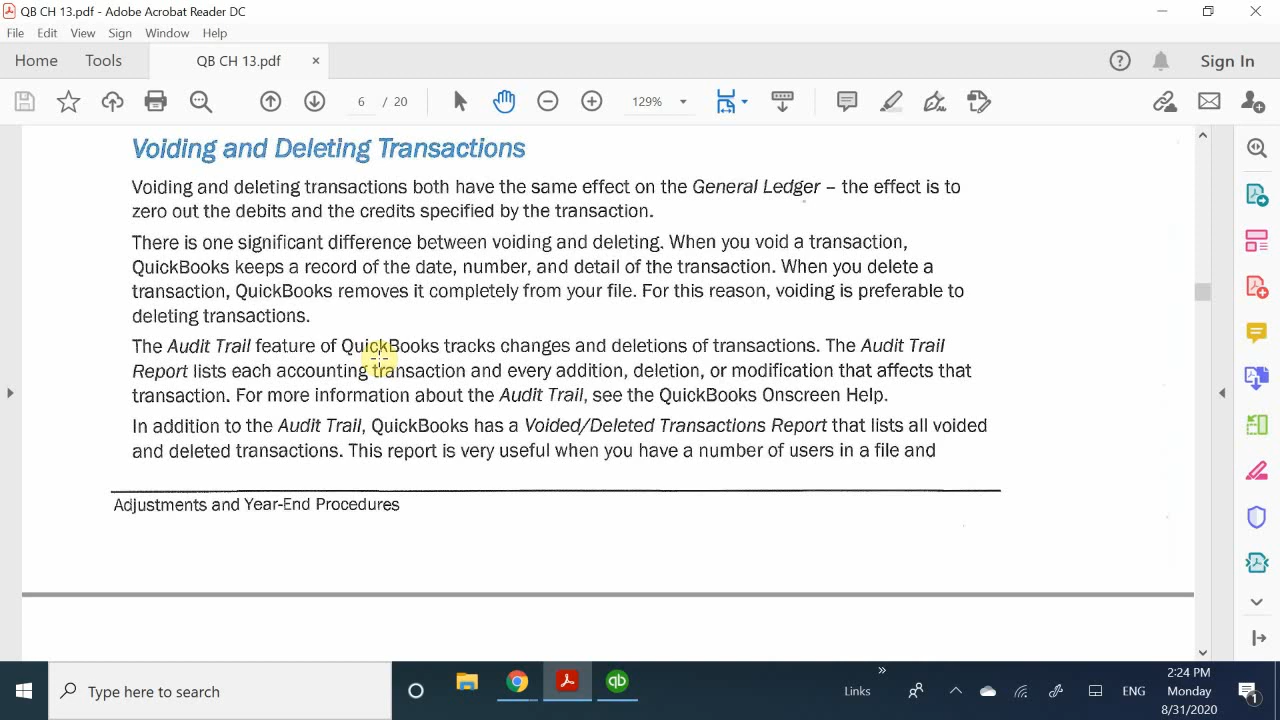 QB CH 13.pdf - Adobe Acrobat Reader DC
File Edit View Sign Window Help
Home Tools QB CH 13.pdf × Sign In
6 / 20 129%
Voiding and Deleting Transactions
Voiding and deleting transactions both have the same effect on the General Ledger – the effect is to
zero out the debits and the credits specified by the transaction.
There is one significant difference between voiding and deleting. When you void a transaction,
QuickBooks keeps a record of the date, number, and detail of the transaction. When you delete a
transaction, QuickBooks removes it completely from your file. For this reason, voiding is preferable to
deleting transactions.
The Audit Trail feature of QuickBooks tracks changes and deletions of transactions. The Audit Trail
Report lists each accounting transaction and every addition, deletion, or modification that affects that
transaction. For more information about the Audit Trail, see the QuickBooks Onscreen Help.
In addition to the Audit Trail, QuickBooks has a Voided/Deleted Transactions Report that lists all voided
and deleted transactions. This report is very useful when you have a number of users in a file and
Adjustments and Year-End Procedures
Type here to search
qb
Links
ENG
2:24 PM
Monday
8/31/2020
1